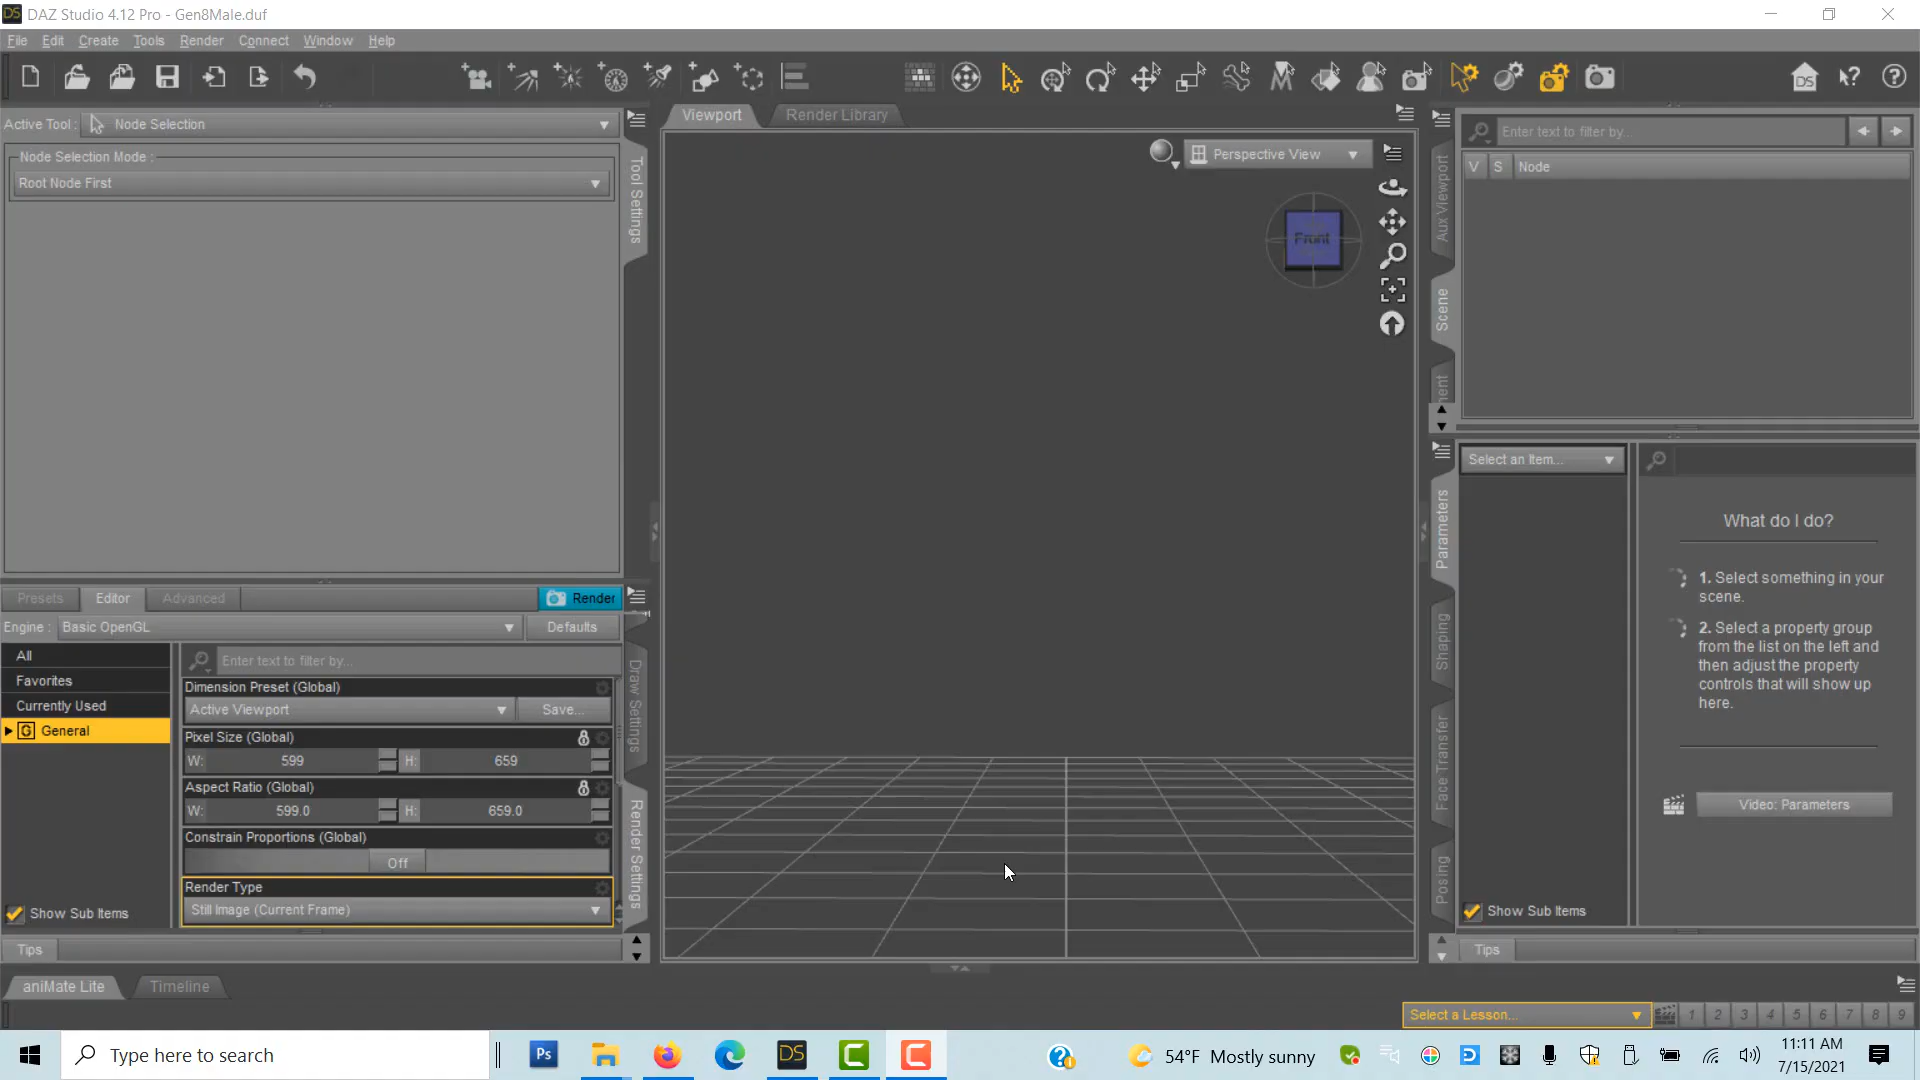 DS DAZ Studio 4.12 Pro - Gen8Male.duf
File Edit Create Tools Render Connect Window Help
Active Tool : Node Selection
Node Selection Mode :
Root Node First
Tool Settings
Presets Editor Advanced Render
Engine : Basic OpenGL Defaults
All
Favorites
Currently Used
G General
Show Sub Items
Enter text to filter by...
Dimension Preset (Global)
Active Viewport Save...
Pixel Size (Global)
W: 599 H: 659
Aspect Ratio (Global)
W: 599.0 H: 659.0
Constrain Proportions (Global)
Off
Render Type
Still Image (Current Frame)
Draw Settings
Render Settings
Tips
aniMate Lite Timeline
Viewport Render Library
Perspective View
Front
DS
Aux Viewport
Scene
Enter text to filter by...
V S Node
Parameters
Shaping
Face Transfer
Posing
Select an Item...
What do I do?
1. Select something in your
scene.
2. Select a property group
from the list on the left and
then adjust the property
controls that will show up
here.
Video: Parameters
Show Sub Items
Tips
Select a Lesson... 1 2 3 4 5 6 7 8 9
Type here to search
Ps
DS
54°F Mostly sunny
11:11 AM
7/15/2021